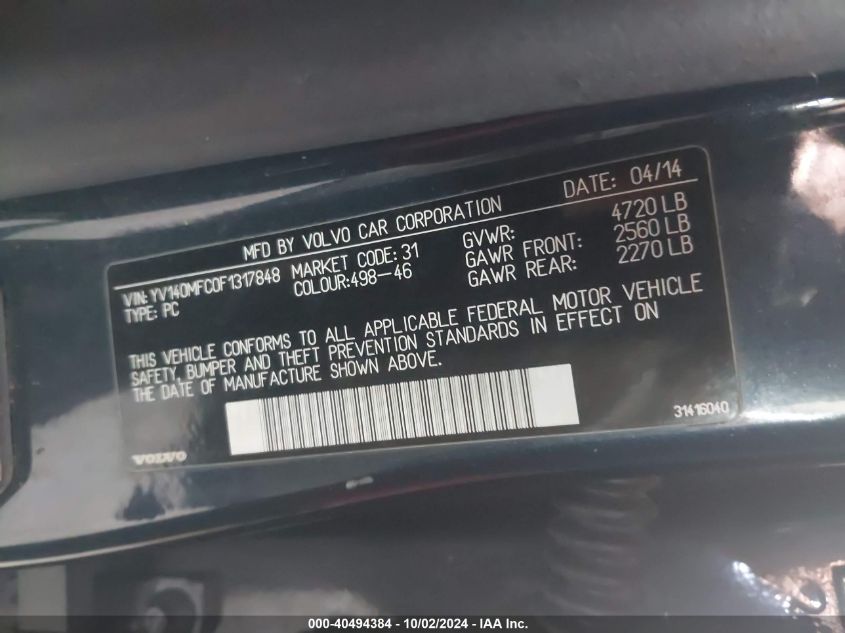 MFD BY VOLVO CAR CORPORATION DATE: 04/14
VIN: YV140MFC0F1317848 MARKET CODE: 31 GVWR: 4720 LB
TYPE: PC COLOUR:498-46 GAWR FRONT: 2560 LB
GAWR REAR: 2270 LB
THIS VEHICLE CONFORMS TO ALL APPLICABLE FEDERAL MOTOR VEHICLE
SAFETY, BUMPER AND THEFT PREVENTION STANDARDS IN EFFECT ON
THE DATE OF MANUFACTURE SHOWN ABOVE.
31416040
VOLVO
000-40494384 - 10/02/2024 - IAA Inc.